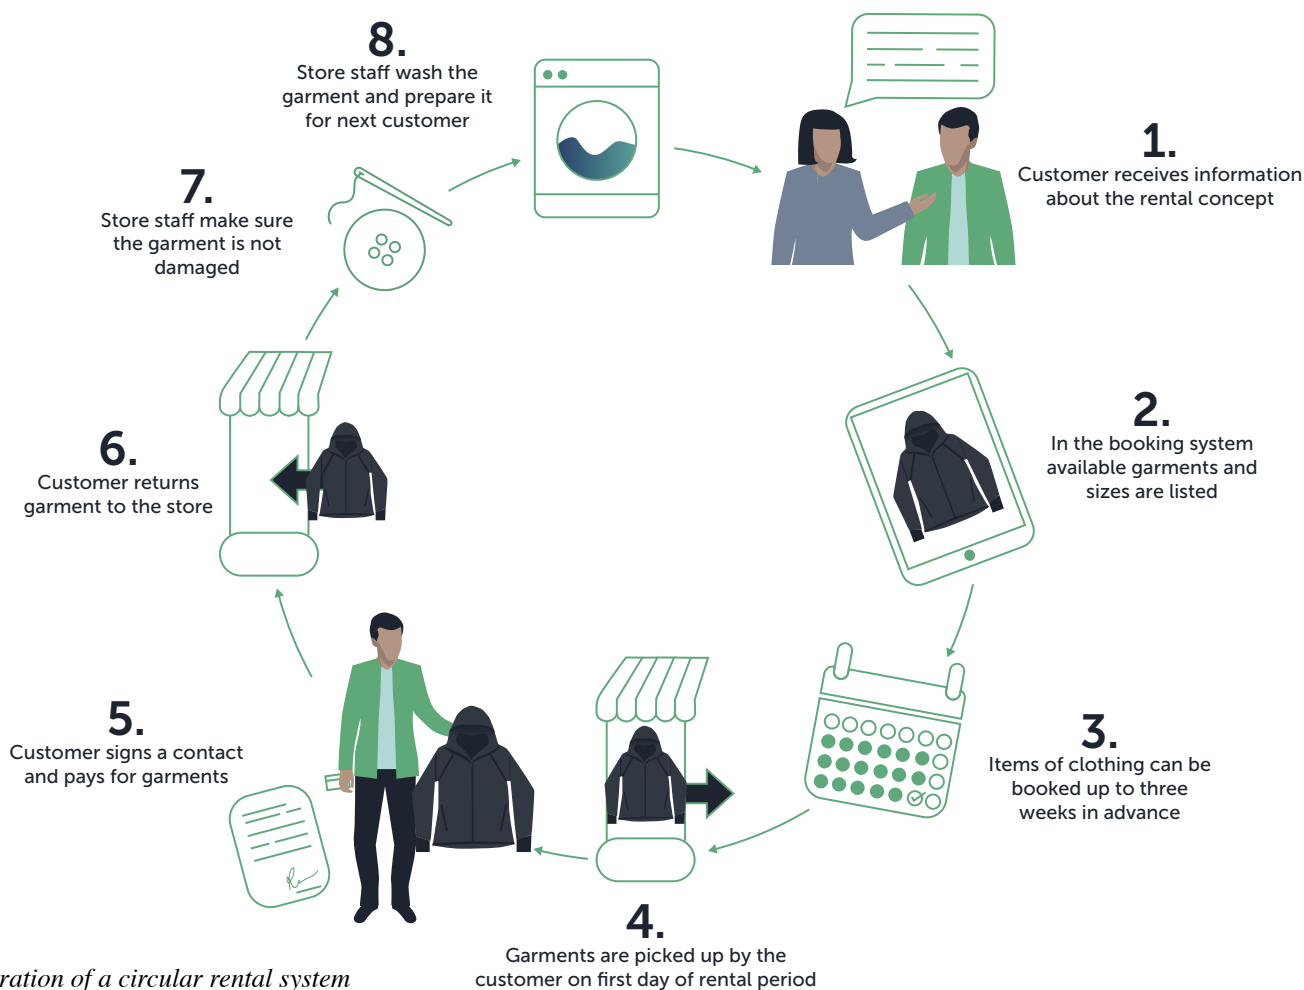 1.
Customer receives information
about the rental concept
2.
In the booking system
available garments and
sizes are listed
3.
Items of clothing can be
booked up to three
weeks in advance
4.
Garments are picked up by the
customer on first day of rental period
5.
Customer signs a contact
and pays for garments
6.
Customer returns
garment to the store
7.
Store staff make sure
the garment is not
damaged
8.
Store staff wash the
garment and prepare it
for next customer
ration of a circular rental system